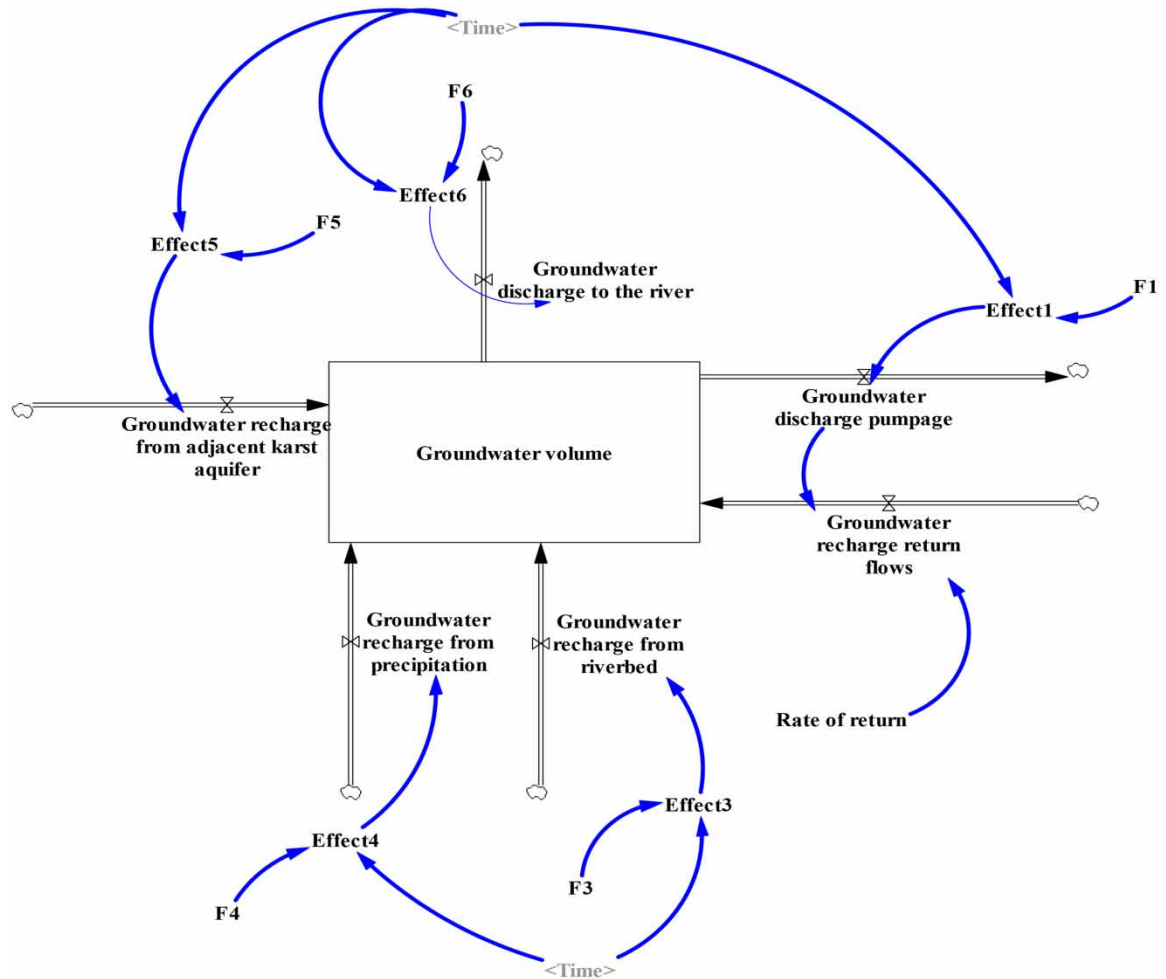 <Time>
F6
Effect6
F5
Effect5
Groundwater
discharge to the river
F1
Effect1
Groundwater
discharge pumpage
Groundwater recharge
from adjacent karst
aquifer
Groundwater volume
Groundwater
recharge return
flows
Groundwater
recharge from
precipitation
Groundwater
recharge from
riverbed
Rate of return
Effect3
Effect4
F3
F4
<Time>